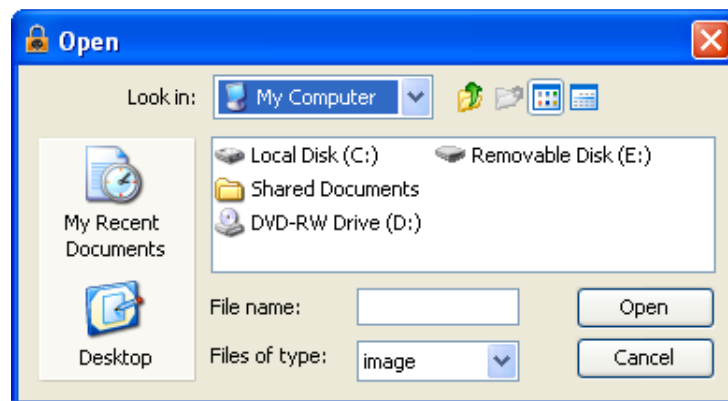 Open
Look in: My Computer
My Recent
Documents
Desktop
Local Disk (C:) Removable Disk (E:)
Shared Documents
DVD-RW Drive (D:)
File name: Open
Files of type: image Cancel